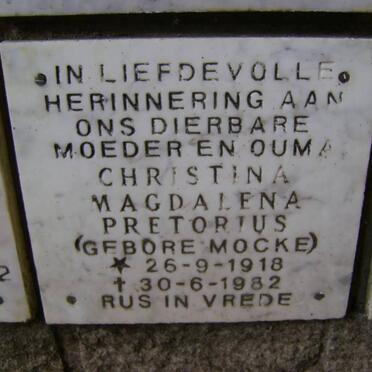 IN LIEFDEVOLLE
HERINNERING AAN
ONS DIERBARE
MOEDER EN OUMA
CHRISTINA
MAGDALENA
PRETORIUS
(GEBORE MOCKE)
★ 26-9-1918
† 30-6-1982
RUS IN VREDE